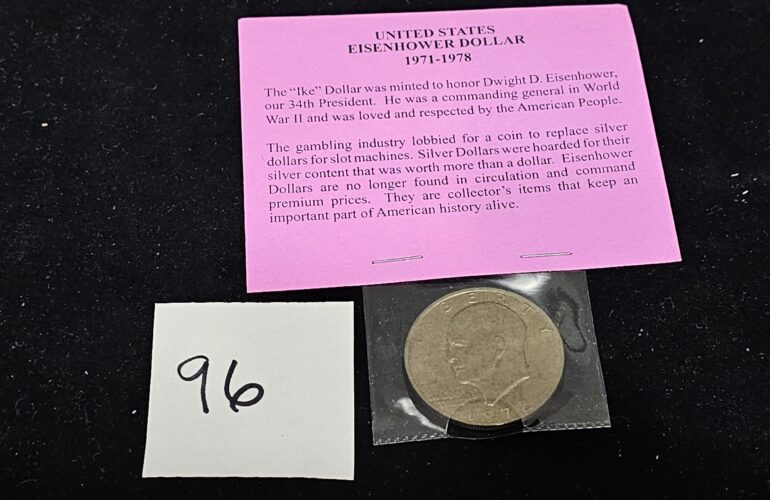 UNITED STATES
EISENHOWER DOLLAR
1971-1978
The "Ike" Dollar was minted to honor Dwight D. Eisenhower,
our 34th President. He was a commanding general in World
War II and was loved and respected by the American People.
The gambling industry lobbied for a coin to replace silver
dollars for slot machines. Silver Dollars were hoarded for their
silver content that was worth more than a dollar. Eisenhower
Dollars are no longer found in circulation and command
premium prices. They are collector's items that keep an
important part of American history alive.
LIBERTY
96